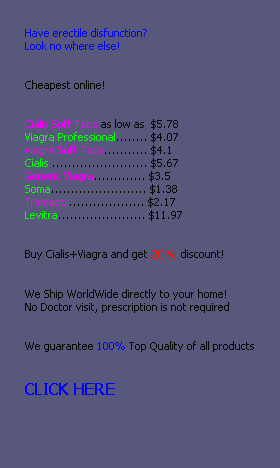 Have erectile disfunction?
Look no where else!
Cheapest online!
Cialis Soft Tabs as low as $5.78
Viagra Professional........ $4.07
Viagra Soft Tabs........... $4.1
Cialis ......................... $5.67
Generic Viagra............. $3.5
Soma........................ $1.38
Tramadol................... $2.17
Levitra...................... $11.97
Buy Cialis+Viagra and get 20% discount!
We Ship WorldWide directly to your home!
No Doctor visit, prescription is not required
We guarantee 100% Top Quality of all products
CLICK HERE